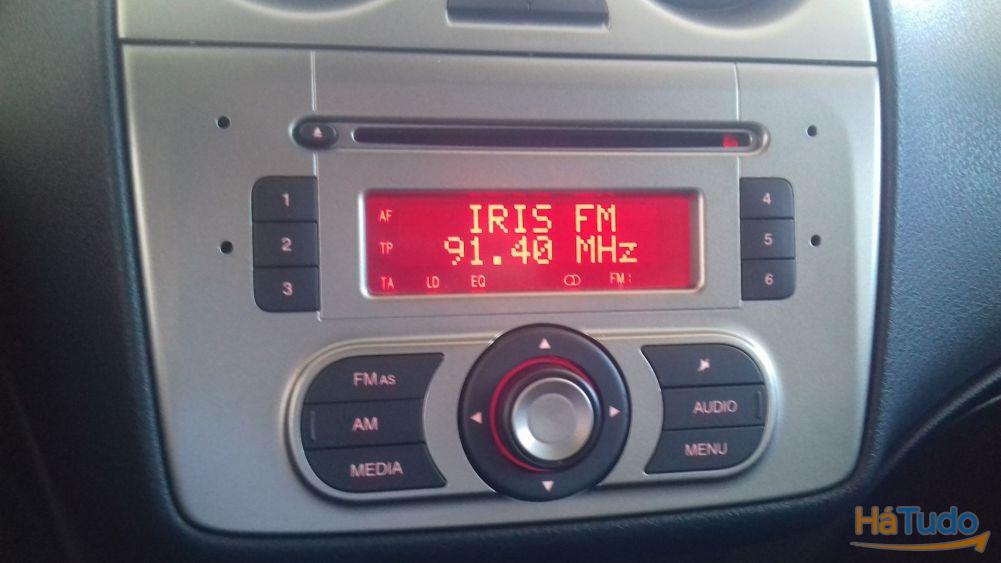 1
2
3
4
5
6
AF IRIS FM
TP 91.40 MHz
TA LD EQ FM
FM AS
AM
MEDIA
AUDIO
MENU
HáTudo